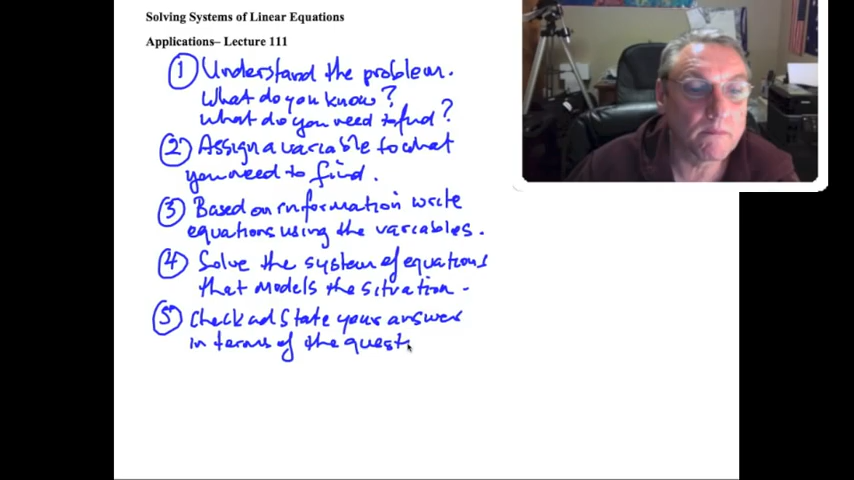 Solving Systems of Linear Equations
Applications– Lecture 111
① Understand the problem.
What do you know?
What do you need to find?
② Assign a variable to what
you need to find.
③ Based on information write
equations using the variables.
④ Solve the system of equations
that models the situation.
⑤ Check ad State your answer
in terms of the quest